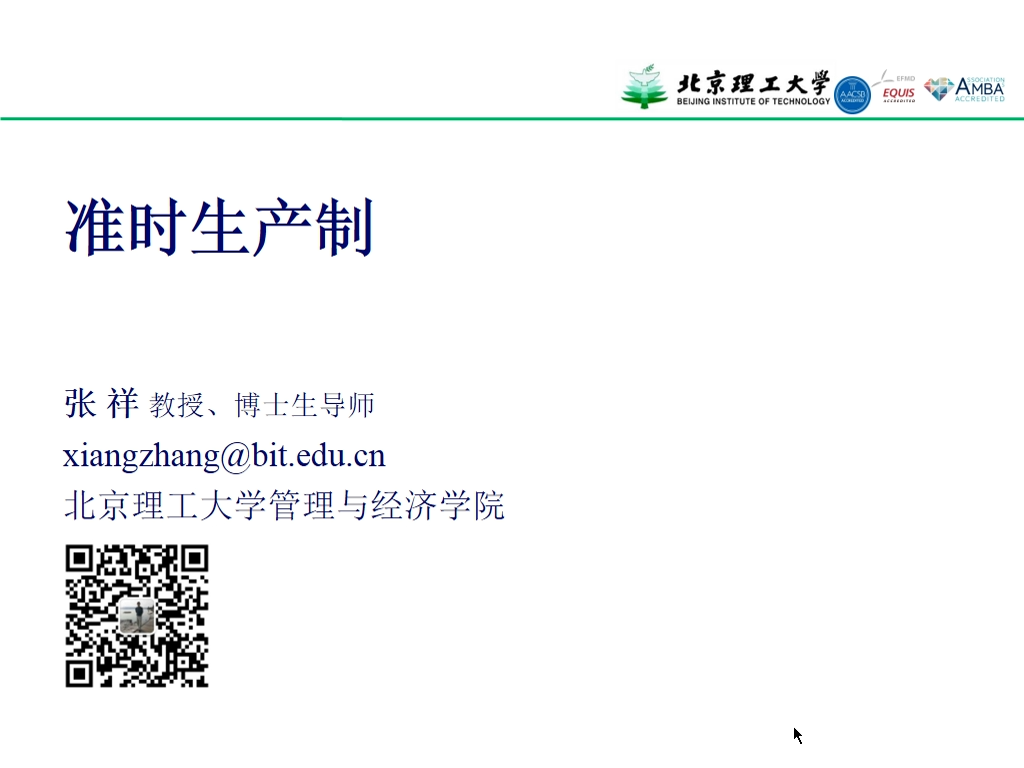 北京理工大学
BEIJING INSTITUTE OF TECHNOLOGY
AACSB
ACCREDITED
EFMD
EQUIS
ACCREDITED
ASSOCIATION
AMBA
ACCREDITED
准时生产制
张 祥 教授、博士生导师
xiangzhang@bit.edu.cn
北京理工大学管理与经济学院